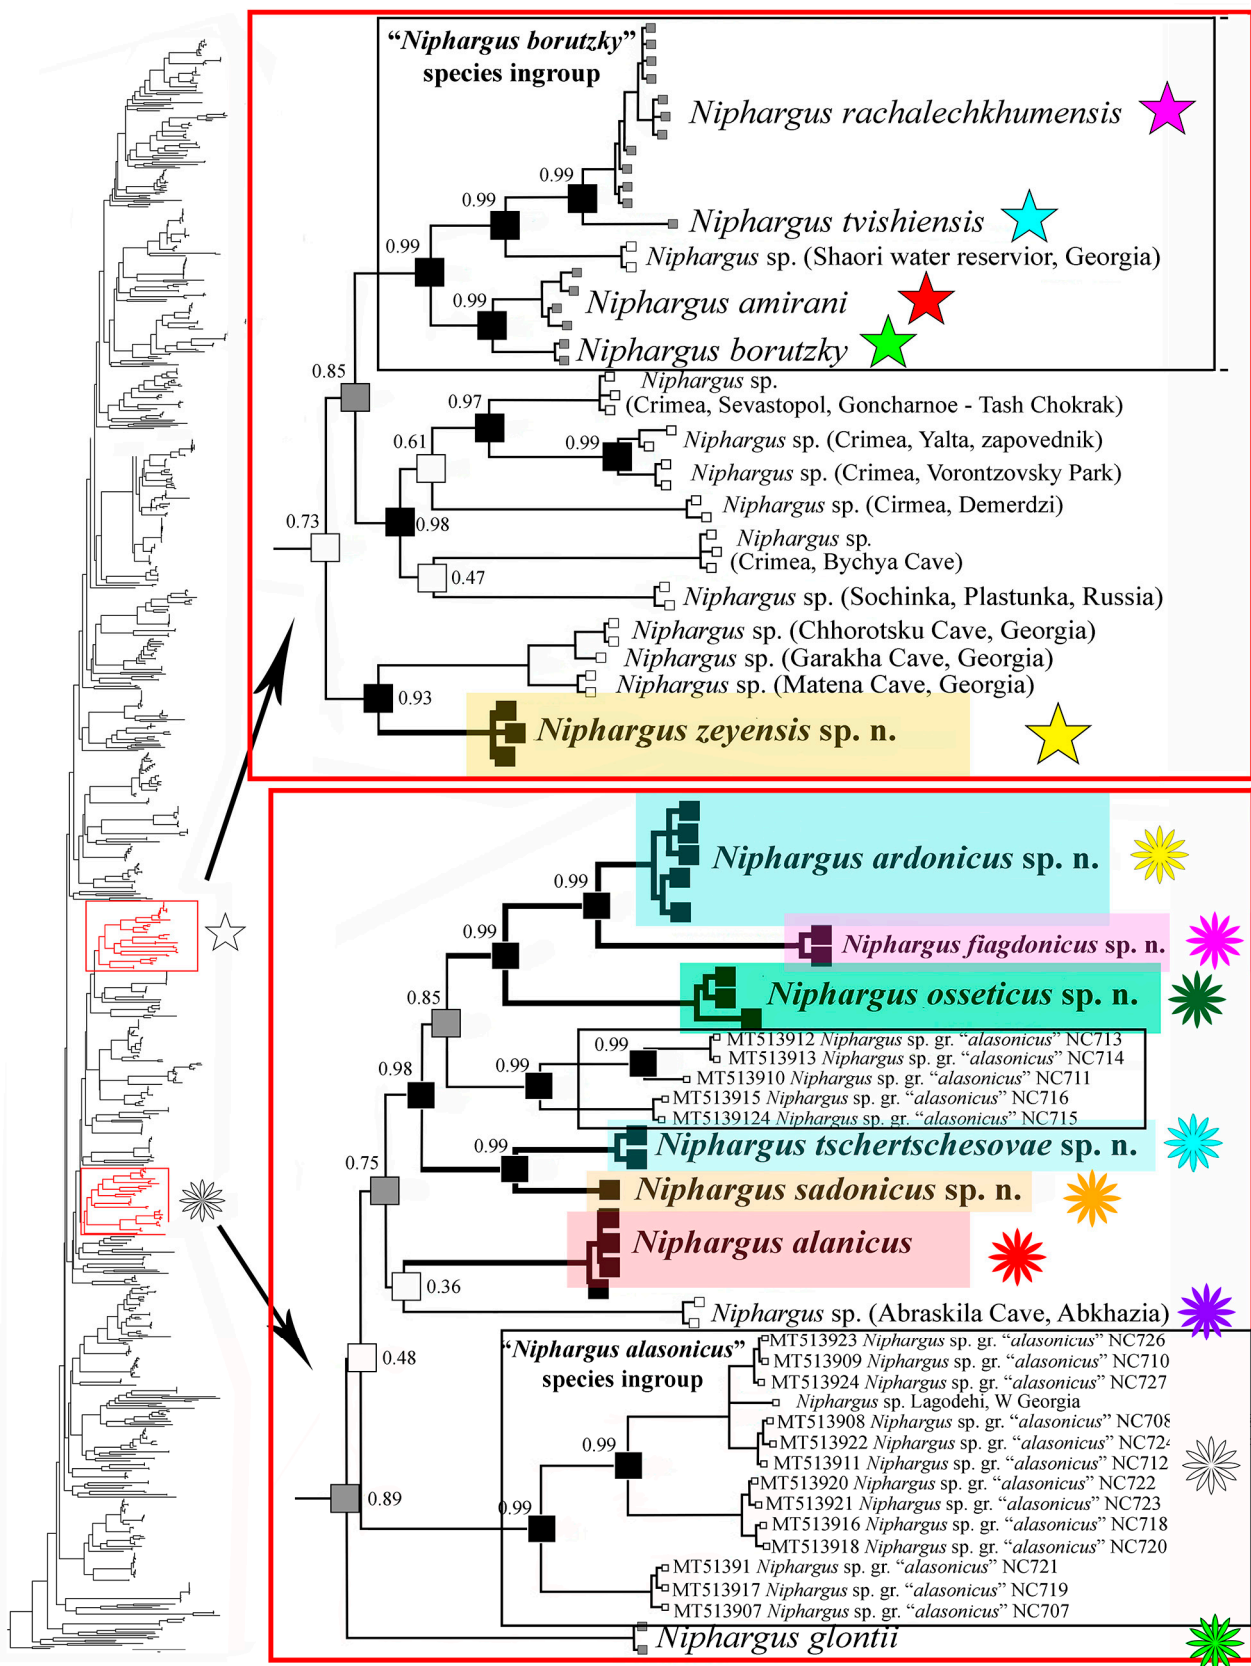 “Niphargus borutzky”
species ingroup
Niphargus rachalechkhumensis
0.99
0.99
Niphargus tvishiensis
0.99
Niphargus sp. (Shaori water reservior, Georgia)
0.99
Niphargus amirani
Niphargus borutzky
0.85
Niphargus sp.
(Crimea, Sevastopol, Goncharnoe - Tash Chokrak)
0.97
0.61
0.99
Niphargus sp. (Crimea, Yalta, zapovednik)
Niphargus sp. (Crimea, Vorontzovsky Park)
Niphargus sp. (Cirmea, Demerdzi)
0.73
0.98
Niphargus sp.
(Crimea, Bychya Cave)
0.47
Niphargus sp. (Sochinka, Plastunka, Russia)
Niphargus sp. (Chhorotsku Cave, Georgia)
Niphargus sp. (Garakha Cave, Georgia)
Niphargus sp. (Matena Cave, Georgia)
0.93
Niphargus zeyensis sp. n.
Niphargus ardonicus sp. n.
0.99
0.99
Niphargus fiagdonicus sp. n.
Niphargus osseticus sp. n.
0.85
MT513912 Niphargus sp. gr. “alasonicus” NC713
0.99
MT513913 Niphargus sp. gr. “alasonicus” NC714
0.98
0.99
MT513910 Niphargus sp. gr. “alasonicus” NC711
MT513915 Niphargus sp. gr. “alasonicus” NC716
MT5139124 Niphargus sp. gr. “alasonicus” NC715
0.99
Niphargus tschertschesovae sp. n.
0.75
Niphargus sadonicus sp. n.
Niphargus alanicus
0.36
Niphargus sp. (Abraskila Cave, Abkhazia)
“Niphargus alasonicus”
species ingroup
0.48
MT513923 Niphargus sp. gr. “alasonicus” NC726
MT513909 Niphargus sp. gr. “alasonicus” NC710
MT513924 Niphargus sp. gr. “alasonicus” NC727
Niphargus sp. Lagodehi, W Georgia
MT513908 Niphargus sp. gr. “alasonicus” NC708
0.99
MT513922 Niphargus sp. gr. “alasonicus” NC724
MT513911 Niphargus sp. gr. “alasonicus” NC712
MT513920 Niphargus sp. gr. “alasonicus” NC722
0.89
0.99
MT513921 Niphargus sp. gr. “alasonicus” NC723
MT513916 Niphargus sp. gr. “alasonicus” NC718
MT513918 Niphargus sp. gr. “alasonicus” NC720
MT51391 Niphargus sp. gr. “alasonicus” NC721
MT513917 Niphargus sp. gr. “alasonicus” NC719
MT513907 Niphargus sp. gr. “alasonicus” NC707
Niphargus glontii